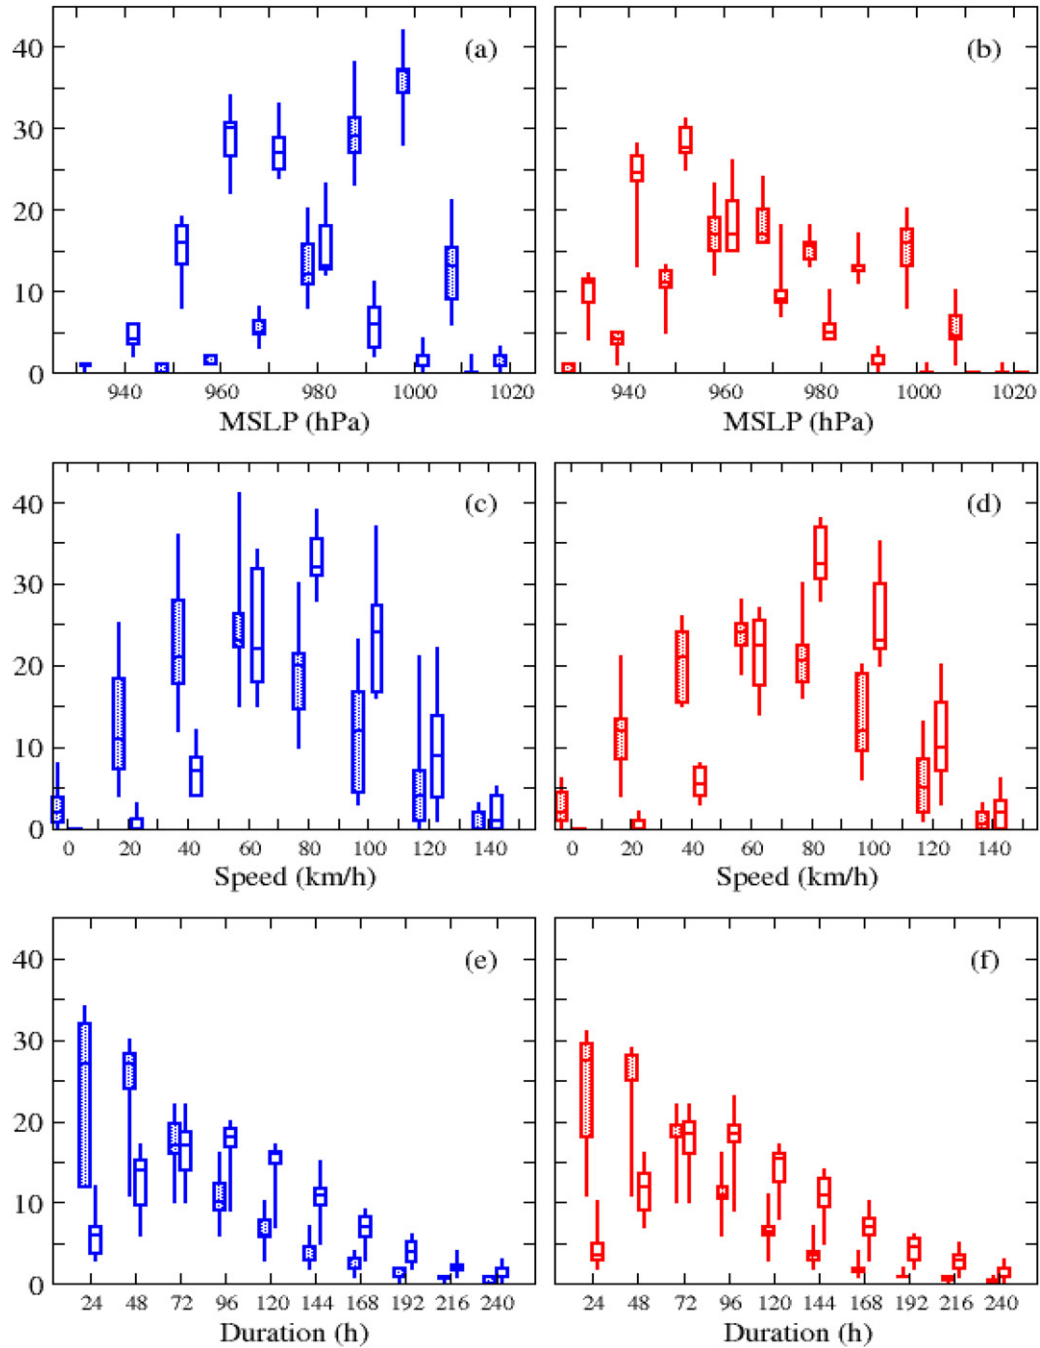 40
30
20
10
0
(a)
(b)
940 960 980 1000 1020
940 960 980 1000 1020
MSLP (hPa)
MSLP (hPa)
40
30
20
10
0
(c)
(d)
0 20 40 60 80 100 120 140
0 20 40 60 80 100 120 140
Speed (km/h)
Speed (km/h)
40
30
20
10
0
(e)
(f)
24 48 72 96 120 144 168 192 216 240
24 48 72 96 120 144 168 192 216 240
Duration (h)
Duration (h)